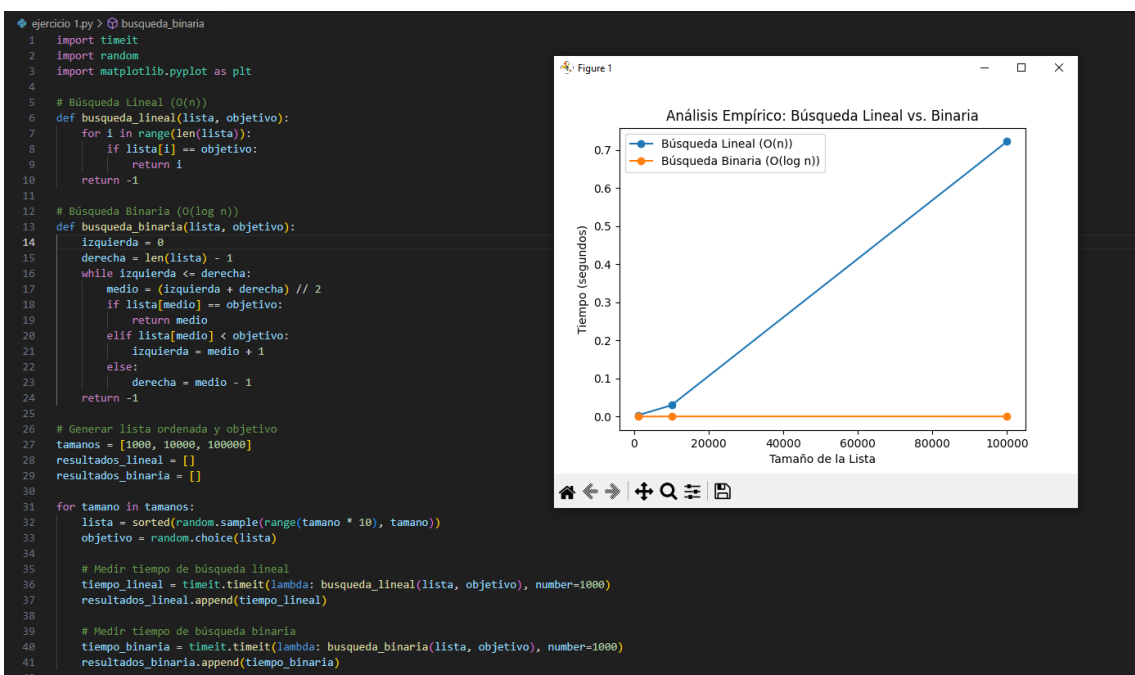 ejercicio 1.py > busqueda_binaria
1 import timeit
2 import random
3 import matplotlib.pyplot as plt
4
5 # Búsqueda Lineal (O(n))
6 def busqueda_lineal(lista, objetivo):
7 for i in range(len(lista)):
8 if lista[i] == objetivo:
9 return i
10 return -1
11
12 # Búsqueda Binaria (O(log n))
13 def busqueda_binaria(lista, objetivo):
14 izquierda = 0
15 derecha = len(lista) - 1
16 while izquierda <= derecha:
17 medio = (izquierda + derecha) // 2
18 if lista[medio] == objetivo:
19 return medio
20 elif lista[medio] < objetivo:
21 izquierda = medio + 1
22 else:
23 derecha = medio - 1
24 return -1
25
26 # Generar lista ordenada y objetivo
27 tamanos = [1000, 10000, 100000]
28 resultados_lineal = []
29 resultados_binaria = []
30
31 for tamano in tamanos:
32 lista = sorted(random.sample(range(tamano * 10), tamano))
33 objetivo = random.choice(lista)
34
35 # Medir tiempo de búsqueda lineal
36 tiempo_lineal = timeit.timeit(lambda: busqueda_lineal(lista, objetivo), number=1000)
37 resultados_lineal.append(tiempo_lineal)
38
39 # Medir tiempo de búsqueda binaria
40 tiempo_binaria = timeit.timeit(lambda: busqueda_binaria(lista, objetivo), number=1000)
41 resultados_binaria.append(tiempo_binaria)
Figure 1
Análisis Empírico: Búsqueda Lineal vs. Binaria
Búsqueda Lineal (O(n))
Búsqueda Binaria (O(log n))
Tiempo (segundos)
0.7
0.6
0.5
0.4
0.3
0.2
0.1
0.0
0 20000 40000 60000 80000 100000
Tamaño de la Lista